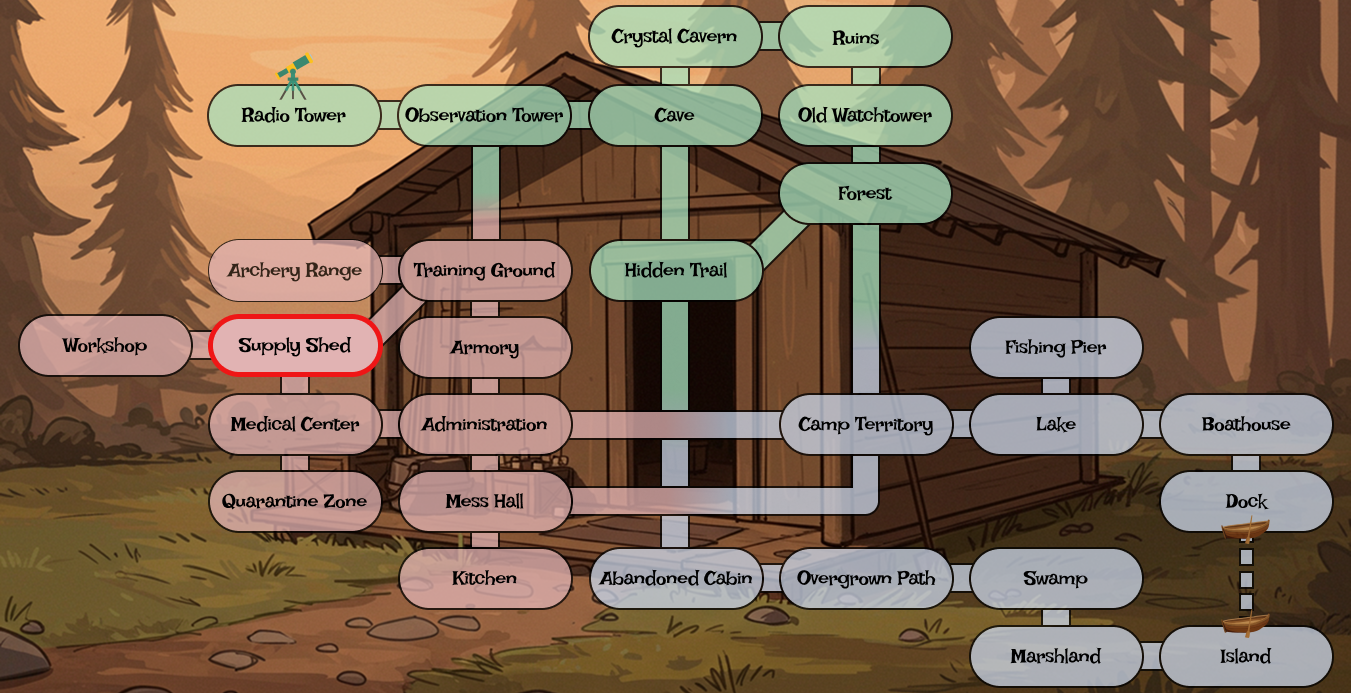 Crystal Cavern
Ruins
Radio Tower
Observation Tower
Cave
Old Watchtower
Forest
Archery Range
Training Ground
Hidden Trail
Workshop
Supply Shed
Armory
Fishing Pier
Medical Center
Administration
Camp Territory
Lake
Boathouse
Quarantine Zone
Mess Hall
Dock
Kitchen
Abandoned Cabin
Overgrown Path
Swamp
Marshland
Island